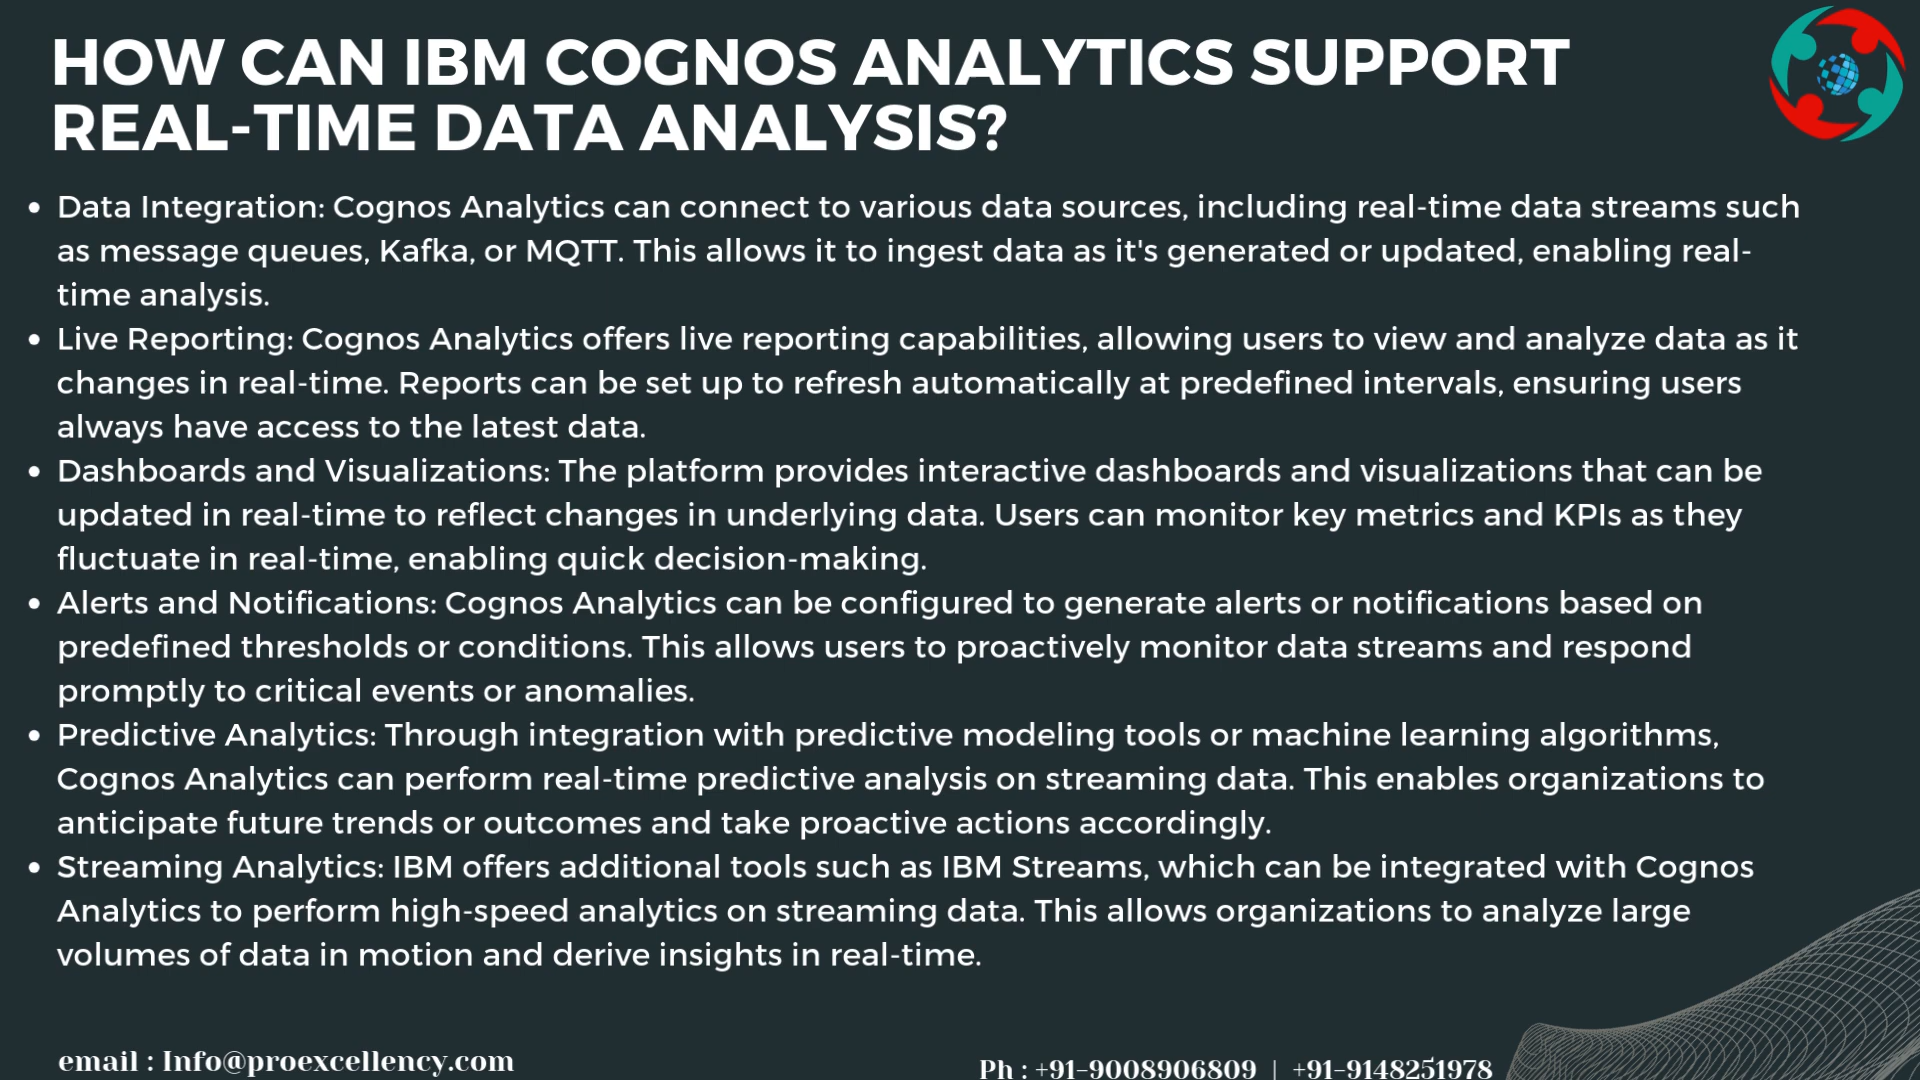 HOW CAN IBM COGNOS ANALYTICS SUPPORT
REAL-TIME DATA ANALYSIS?
• Data Integration: Cognos Analytics can connect to various data sources, including real-time data streams such
as message queues, Kafka, or MQTT. This allows it to ingest data as it's generated or updated, enabling real-
time analysis.
• Live Reporting: Cognos Analytics offers live reporting capabilities, allowing users to view and analyze data as it
changes in real-time. Reports can be set up to refresh automatically at predefined intervals, ensuring users
always have access to the latest data.
• Dashboards and Visualizations: The platform provides interactive dashboards and visualizations that can be
updated in real-time to reflect changes in underlying data. Users can monitor key metrics and KPIs as they
fluctuate in real-time, enabling quick decision-making.
• Alerts and Notifications: Cognos Analytics can be configured to generate alerts or notifications based on
predefined thresholds or conditions. This allows users to proactively monitor data streams and respond
promptly to critical events or anomalies.
• Predictive Analytics: Through integration with predictive modeling tools or machine learning algorithms,
Cognos Analytics can perform real-time predictive analysis on streaming data. This enables organizations to
anticipate future trends or outcomes and take proactive actions accordingly.
• Streaming Analytics: IBM offers additional tools such as IBM Streams, which can be integrated with Cognos
Analytics to perform high-speed analytics on streaming data. This allows organizations to analyze large
volumes of data in motion and derive insights in real-time.
email : Info@proexcellency.com
Ph : +91-9008906809 | +91-9148251978